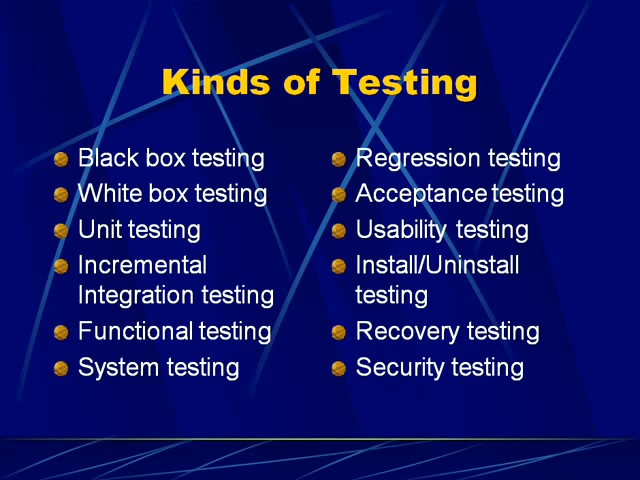 Kinds of Testing
Black box testing
White box testing
Unit testing
Incremental
Integration testing
Functional testing
System testing
Regression testing
Acceptance testing
Usability testing
Install/Uninstall
testing
Recovery testing
Security testing